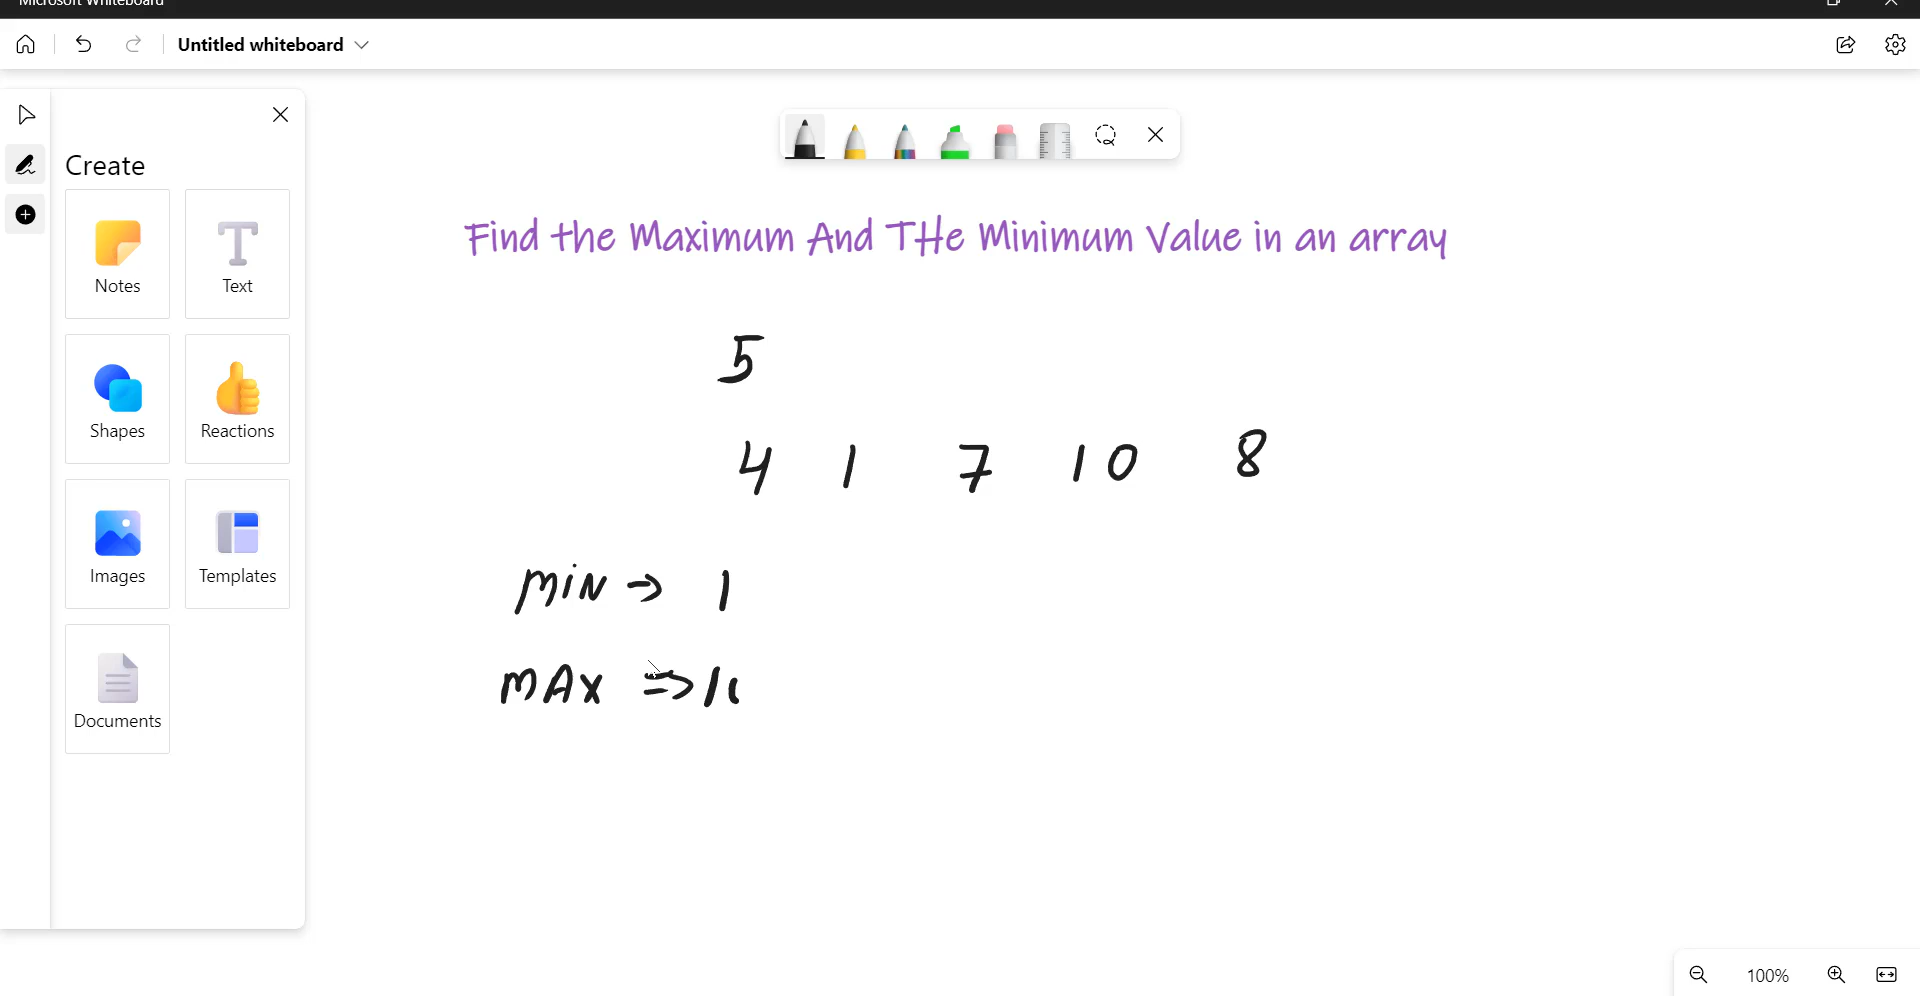 Microsoft Whiteboard
Untitled whiteboard
Create
Notes
Text
Shapes
Reactions
Images
Templates
Documents
Find the Maximum And THe Minimum Value in an array
5
4 1 7 10 8
MiN → 1
MAX ⇒
100%